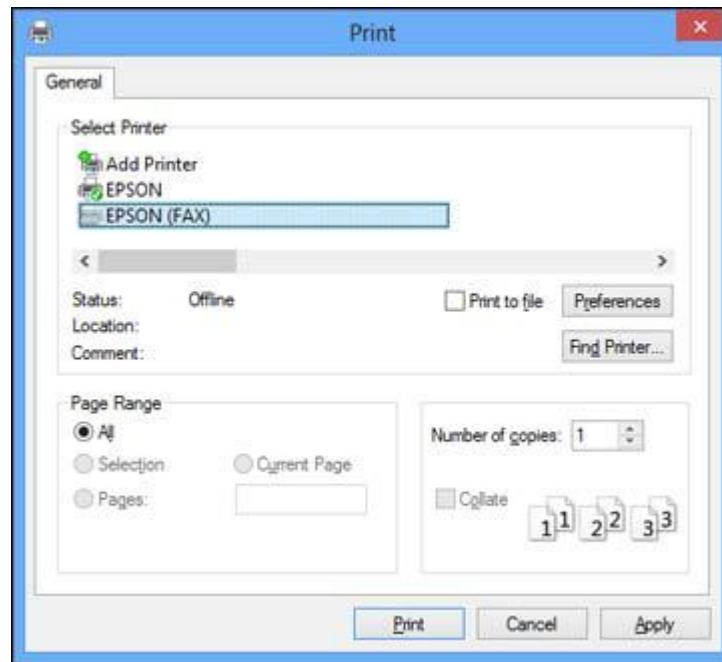 Print
General
Select Printer
Add Printer
EPSON
EPSON (FAX)
Status: Offline
Print to file
Preferences
Location:
Comment:
Find Printer...
Page Range
All
Selection
Current Page
Pages:
Number of copies: 1
Collate
1 1 2 2 3 3
Print
Cancel
Apply